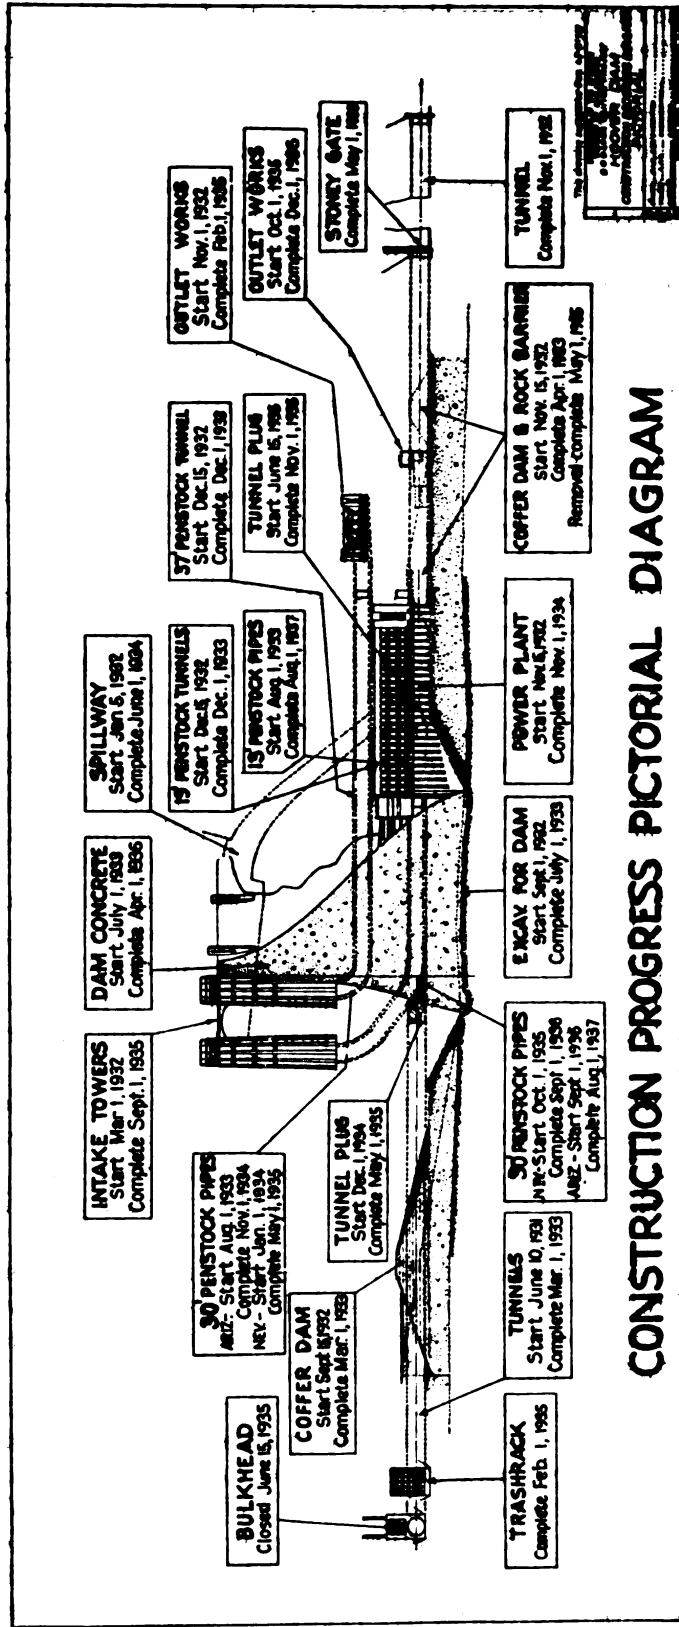 INTAKE TOWERS
Start Mar 1, 1932
Complete Sept. 1, 1935
DAM CONCRETE
Start July 1, 1933
Complete Apr. 1, 1936
SPILLWAY
Start Jan 5, 1932
Complete June 1, 1934
37' PENSTOCK TUNNEL
Start Dec. 15, 1932
Complete Dec. 1, 1933
OUTLET WORKS
Start Nov. 1, 1932
Complete Feb. 1, 1935
15' PENSTOCK TUNNELS
Start Dec. 15, 1932
Complete Dec. 1, 1933
TUNNEL PLUG
Start June 15, 1935
Complete Nov. 1, 1935
OUTLET WORKS
Start Oct. 1, 1935
Complete Dec. 1, 1936
13' PENSTOCK PIPES
Start Aug. 1, 1933
Complete Aug. 1, 1937
STONEY GATE
Complete May 1,
30' PENSTOCK PIPES
ARIZ- Start Aug. 1, 1933
Complete Nov. 1, 1934
NEV.- Start Jan. 1, 1934
Complete May 1, 1935
BULKHEAD
Closed June 15, 1935
COFFER DAM
Start Sept 15, 1932
Complete Mar. 1, 1933
TUNNEL PLUG
Start Dec. 1, 1934
Complete May 1, 1935
TRASHRACK
Complete Feb. 1, 1935
TUNNELS
Start June 10, 1931
Complete Mar. 1, 1933
30' PENSTOCK PIPES
NEV-Start Oct. 1, 1935
Complete Sept 1, 1936
ARIZ - Start Sept 1, 1936
Complete Aug. 1, 1937
EXCAV. FOR DAM
Start Sept 1, 1932
Complete July 1, 1933
POWER PLANT
Start Nov. 15, 1932
Complete Nov. 1, 1934
COFFER DAM & ROCK BARRIER
Start Nov. 15, 1932
Complete Apr. 1, 1933
Removal-complete May 1, 1935
TUNNEL
Complete Nov. 1, 1932
CONSTRUCTION PROGRESS PICTORIAL DIAGRAM
HOOVER DAM